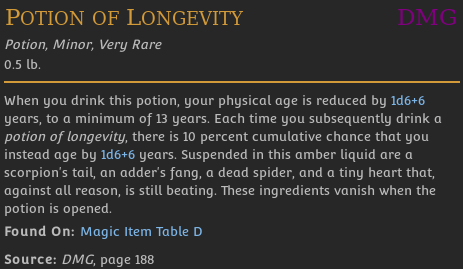 Potion of Longevity DMG
Potion, Minor, Very Rare
0.5 lb.
When you drink this potion, your physical age is reduced by 1d6+6
years, to a minimum of 13 years. Each time you subsequently drink a
potion of longevity, there is 10 percent cumulative chance that you
instead age by 1d6+6 years. Suspended in this amber liquid are a
scorpion's tail, an adder's fang, a dead spider, and a tiny heart that,
against all reason, is still beating. These ingredients vanish when the
potion is opened.
Found On: Magic Item Table D
Source: DMG, page 188